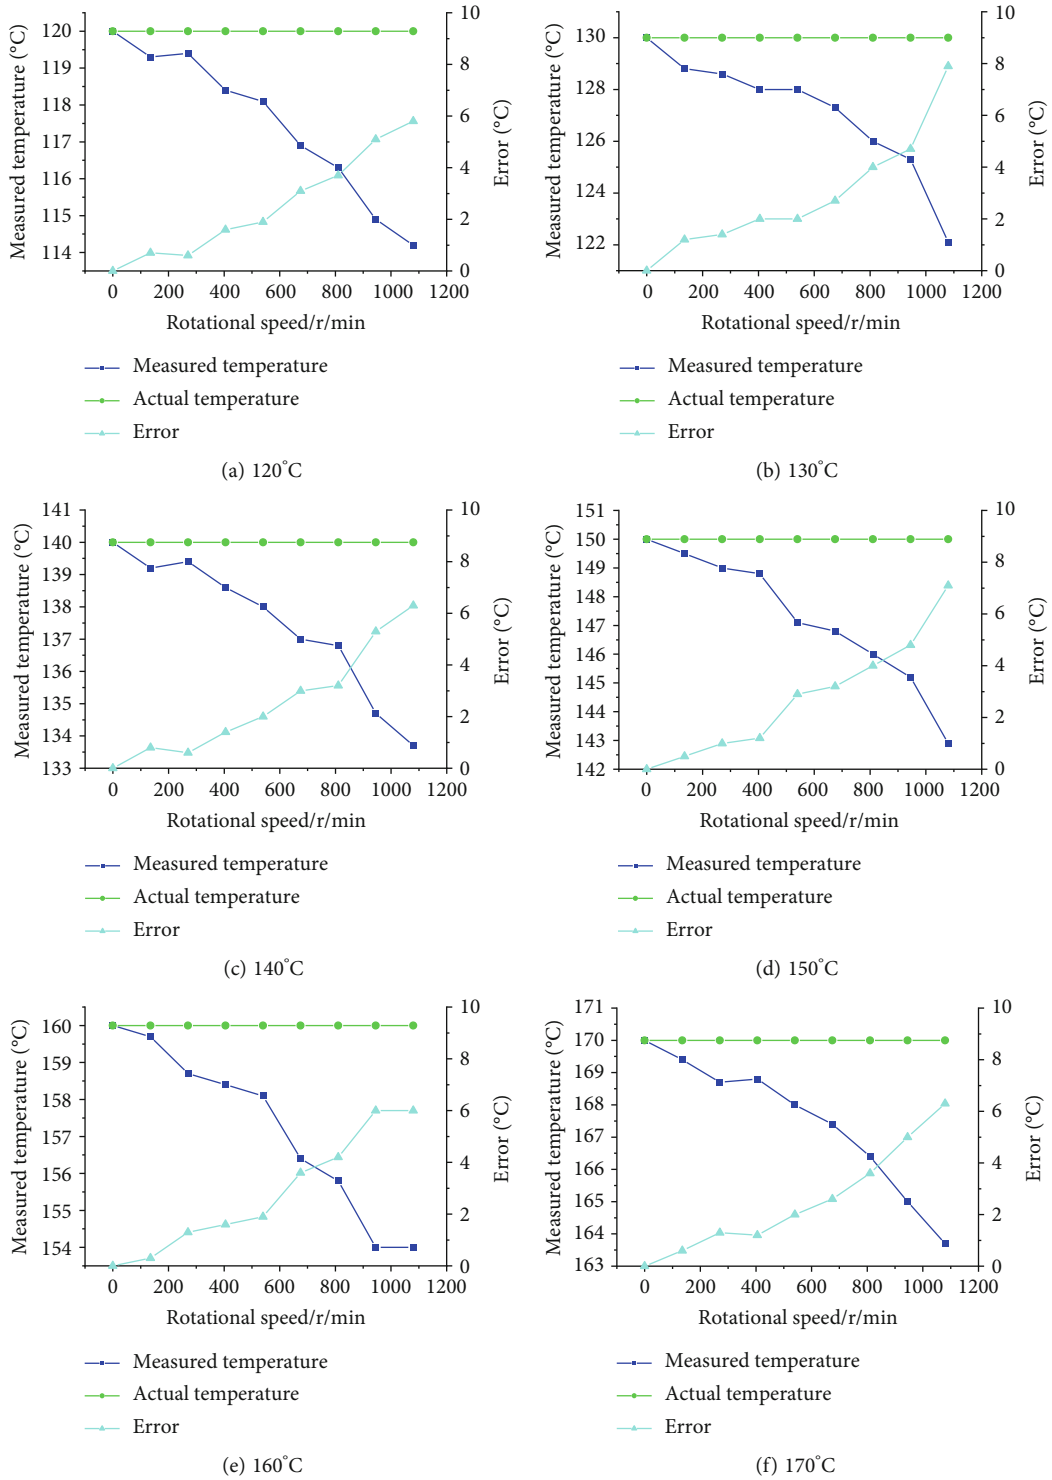 120
119
118
117
116
115
114
Measured temperature (°C)
10
8
6
4
2
0
Error (°C)
0 200 400 600 800 1000 1200
Rotational speed/r/min
Measured temperature
Actual temperature
Error
(a) 120°C
130
128
126
124
122
Measured temperature (°C)
10
8
6
4
2
0
Error (°C)
0 200 400 600 800 1000 1200
Rotational speed/r/min
Measured temperature
Actual temperature
Error
(b) 130°C
141
140
139
138
137
136
135
134
133
Measured temperature (°C)
10
8
6
4
2
0
Error (°C)
0 200 400 600 800 1000 1200
Rotational speed/r/min
Measured temperature
Actual temperature
Error
(c) 140°C
151
150
149
148
147
146
145
144
143
142
Measured temperature (°C)
10
8
6
4
2
0
Error (°C)
0 200 400 600 800 1000 1200
Rotational speed/r/min
Measured temperature
Actual temperature
Error
(d) 150°C
160
159
158
157
156
155
154
Measured temperature (°C)
10
8
6
4
2
0
Error (°C)
0 200 400 600 800 1000 1200
Rotational speed/r/min
Measured temperature
Actual temperature
Error
(e) 160°C
171
170
169
168
167
166
165
164
163
Measured temperature (°C)
10
8
6
4
2
0
Error (°C)
0 200 400 600 800 1000 1200
Rotational speed/r/min
Measured temperature
Actual temperature
Error
(f) 170°C